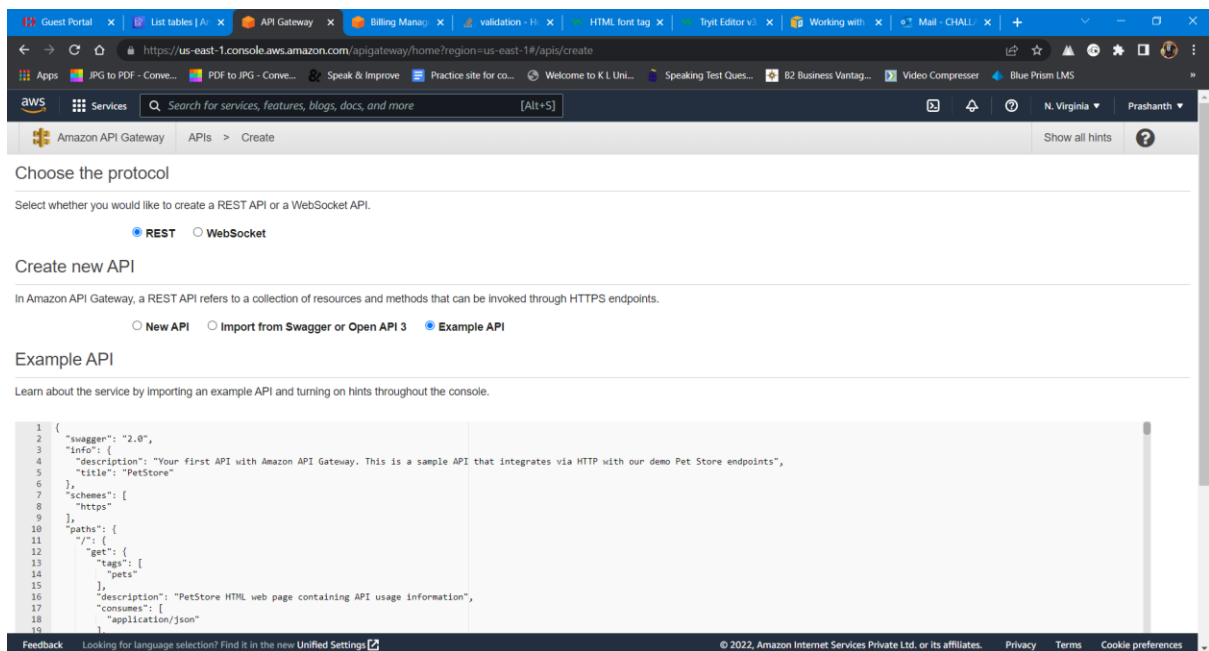 Guest Portal
List tables | A
API Gateway
Billing Manag
validation - H
HTML font tag
Tryit Editor v3.
Working with
Mail - CHALL
https://us-east-1.console.aws.amazon.com/apigateway/home?region=us-east-1#/apis/create
Apps JPG to PDF - Conve... PDF to JPG - Conve... Speak & Improve Practice site for co... Welcome to K L Uni... Speaking Test Ques... B2 Business Vantag... Video Compresser Blue Prism LMS »
aws Services Search for services, features, blogs, docs, and more [Alt+S] N. Virginia Prashanth
Amazon API Gateway APIs > Create Show all hints
Choose the protocol
Select whether you would like to create a REST API or a WebSocket API.
REST WebSocket
Create new API
In Amazon API Gateway, a REST API refers to a collection of resources and methods that can be invoked through HTTPS endpoints.
New API Import from Swagger or Open API 3 Example API
Example API
Learn about the service by importing an example API and turning on hints throughout the console.
1 {
2 "swagger": "2.0",
3 "info": {
4 "description": "Your first API with Amazon API Gateway. This is a sample API that integrates via HTTP with our demo Pet Store endpoints",
5 "title": "PetStore"
6 },
7 "schemes": [
8 "https"
9 ],
10 "paths": {
11 "/": {
12 "get": {
13 "tags": [
14 "pets"
15 ],
16 "description": "PetStore HTML web page containing API usage information",
17 "consumes": [
18 "application/json"
19 ],
Feedback Looking for language selection? Find it in the new Unified Settings © 2022, Amazon Internet Services Private Ltd. or its affiliates. Privacy Terms Cookie preferences